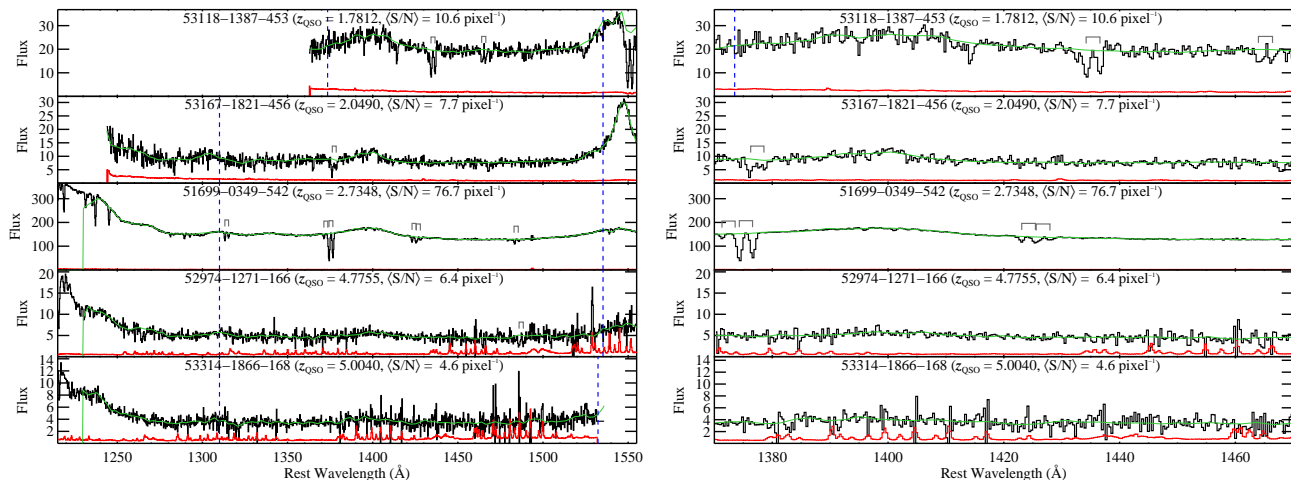 53118−1387−453 (zQSO = 1.7812, ⟨S/N⟩ = 10.6 pixel⁻¹)
Flux
30
20
10
53167−1821−456 (zQSO = 2.0490, ⟨S/N⟩ = 7.7 pixel⁻¹)
Flux
30
25
20
15
10
5
51699−0349−542 (zQSO = 2.7348, ⟨S/N⟩ = 76.7 pixel⁻¹)
Flux
300
200
100
52974−1271−166 (zQSO = 4.7755, ⟨S/N⟩ = 6.4 pixel⁻¹)
Flux
20
15
10
5
53314−1866−168 (zQSO = 5.0040, ⟨S/N⟩ = 4.6 pixel⁻¹)
Flux
14
12
10
8
6
4
2
1250 1300 1350 1400 1450 1500 1550
Rest Wavelength (Å)
53118−1387−453 (zQSO = 1.7812, ⟨S/N⟩ = 10.6 pixel⁻¹)
Flux
30
20
10
53167−1821−456 (zQSO = 2.0490, ⟨S/N⟩ = 7.7 pixel⁻¹)
Flux
30
25
20
15
10
5
51699−0349−542 (zQSO = 2.7348, ⟨S/N⟩ = 76.7 pixel⁻¹)
Flux
300
200
100
52974−1271−166 (zQSO = 4.7755, ⟨S/N⟩ = 6.4 pixel⁻¹)
Flux
20
15
10
5
53314−1866−168 (zQSO = 5.0040, ⟨S/N⟩ = 4.6 pixel⁻¹)
Flux
14
12
10
8
6
4
2
1380 1400 1420 1440 1460
Rest Wavelength (Å)